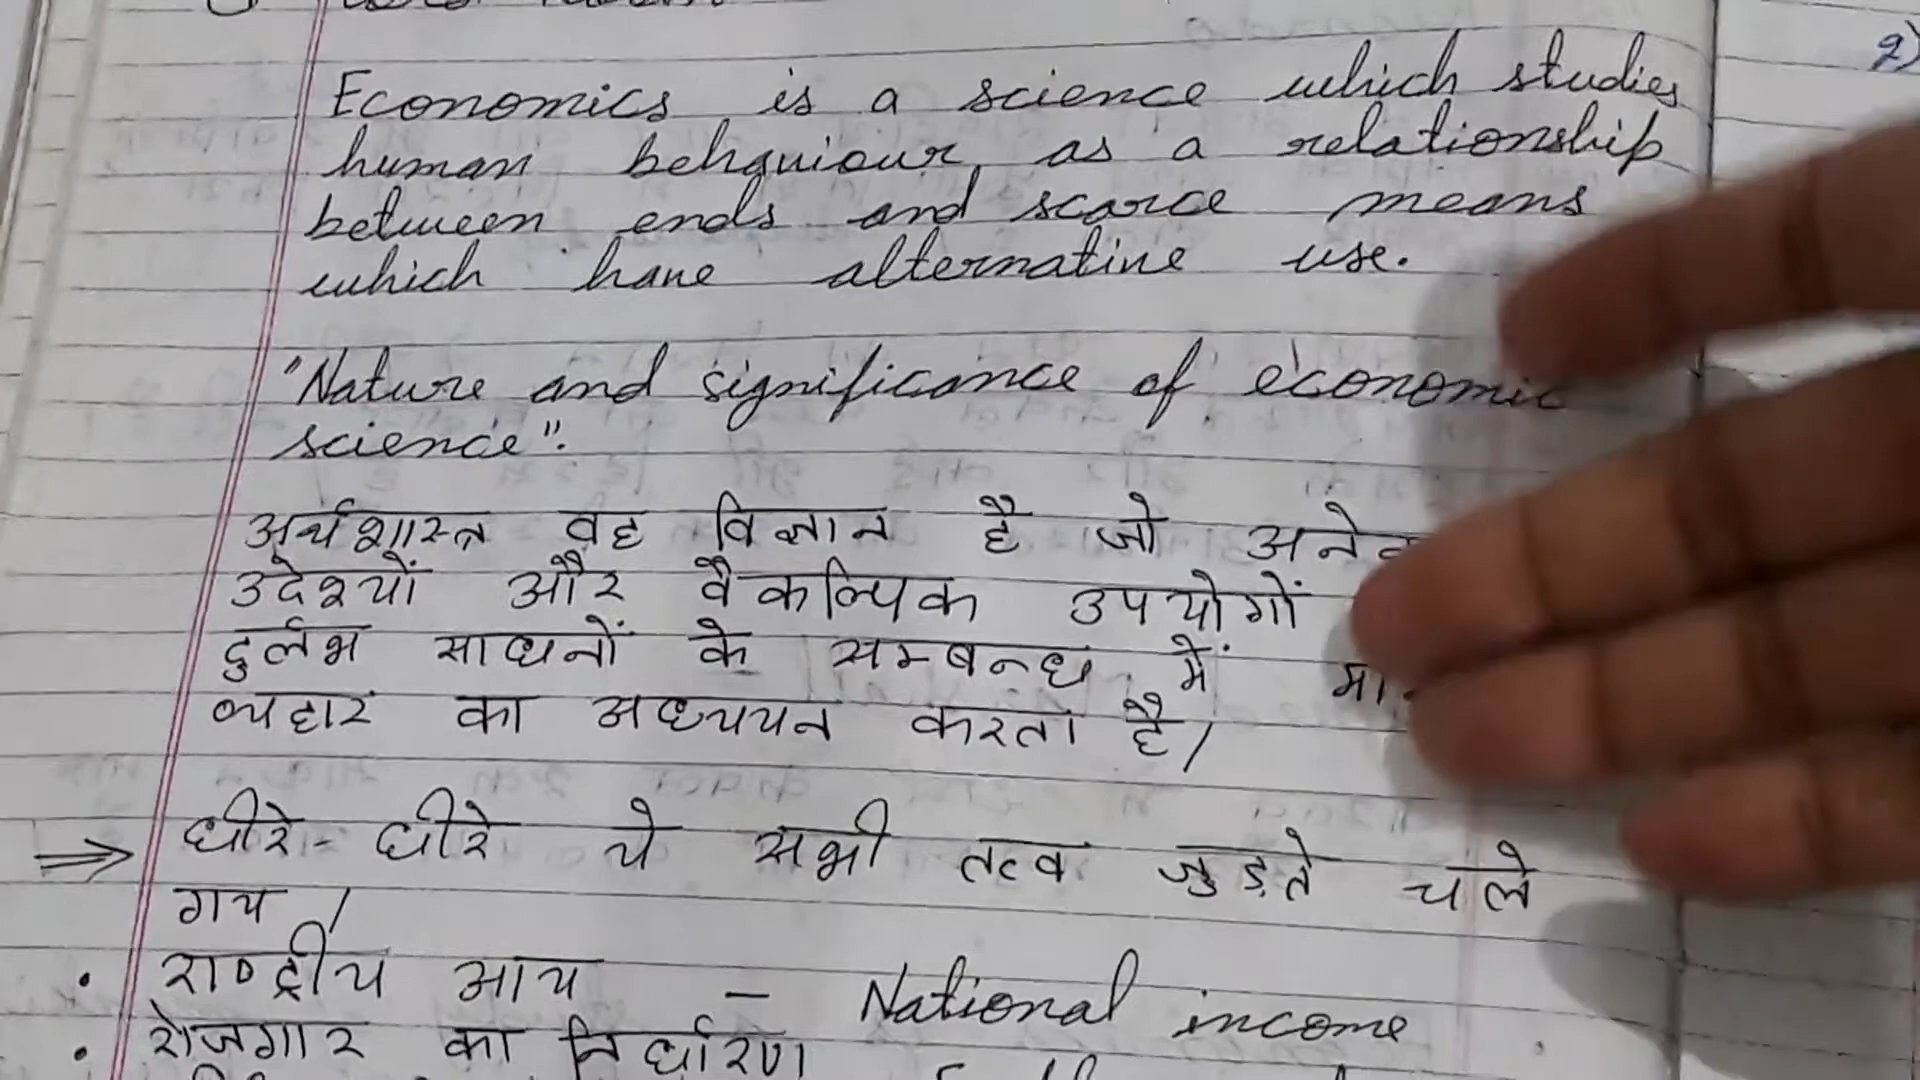 Economics is a science which studies
human behaviour, as a relationship
between ends and scarce means
which have alternative use.
"Nature and significance of economic
science".
अर्थशास्त्र वह विज्ञान है जो
उदेश्यों और वैकल्पिक उपयोगों
दुर्लभ साधनों के सम्बन्ध में
व्यहार का अध्ययन करता है।
⇒ धीरे- धीरे ये सभी तत्व जुड़ते चले
गय।
• राष्ट्रीय आय - National income
• रोजगार का निर्धारण
2)